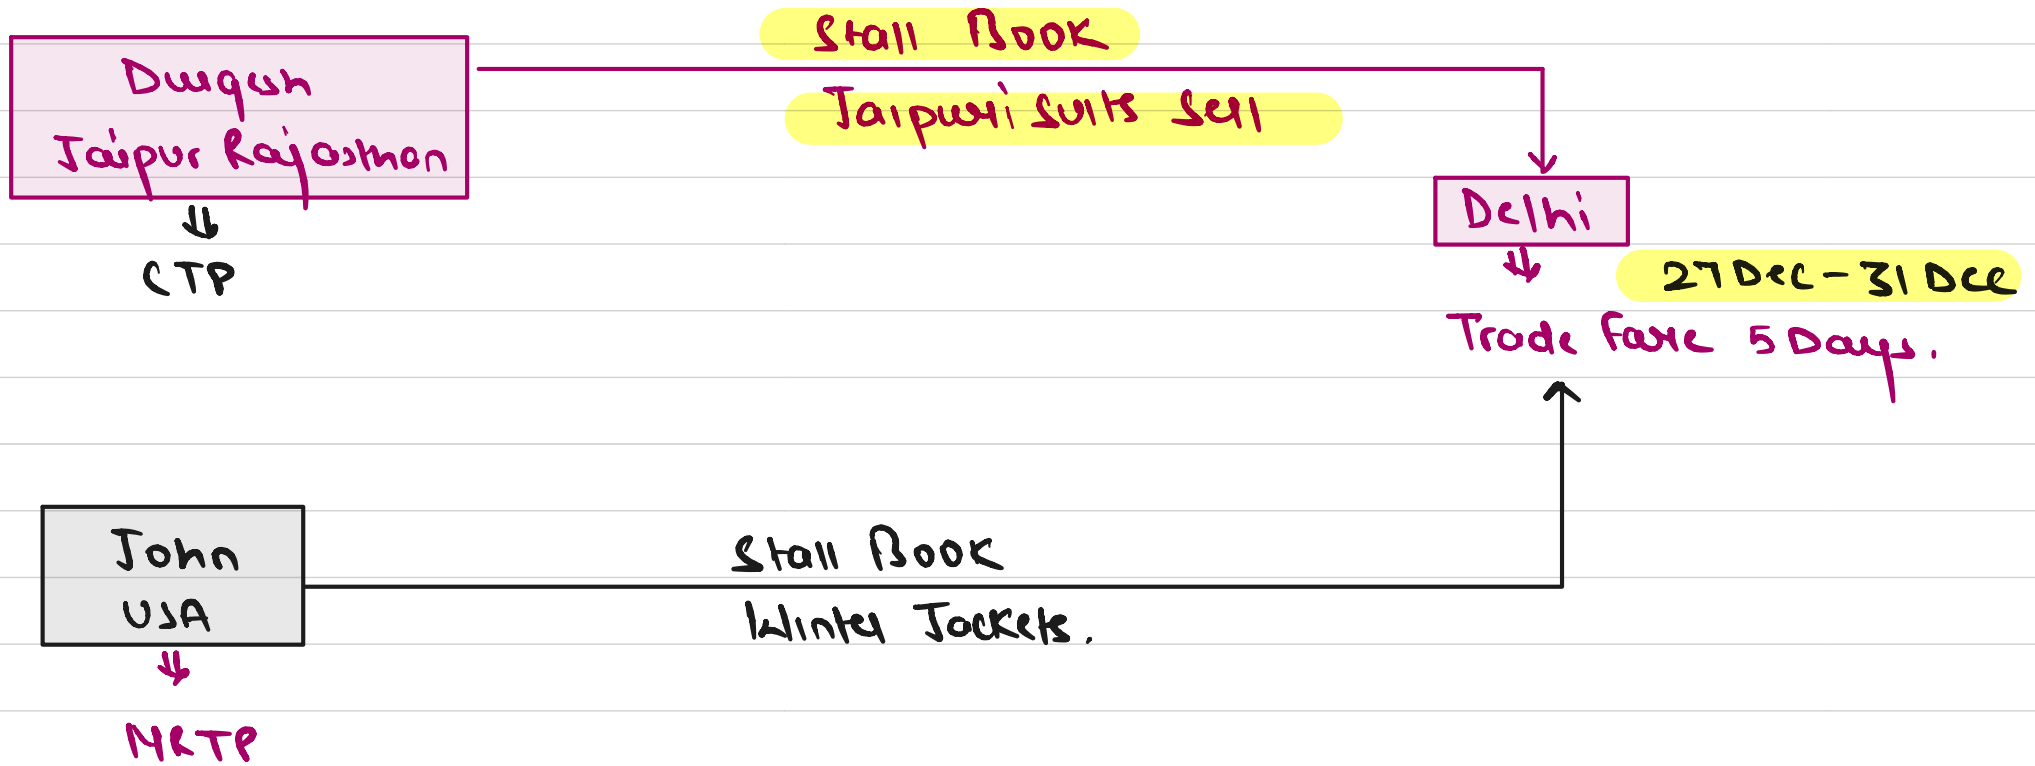 Stall Book
Durgesh
Jaipur Rajasthan
Jaipuri suits sell
Delhi
CTP
27 Dec - 31 Dec
Trade Fare 5 Days.
John
USA
Stall Book
Winter Jackets.
NRTP